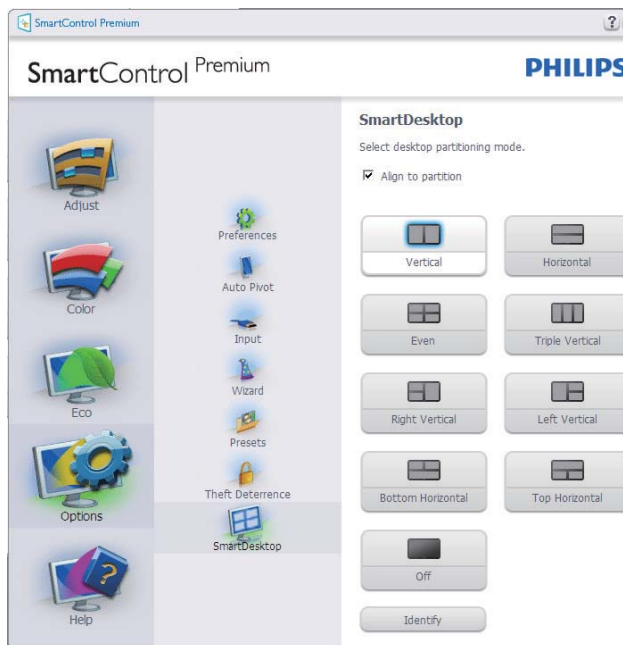 SmartControl Premium
?
SmartControl Premium
PHILIPS
Adjust
Color
Eco
Options
Help
Preferences
Auto Pivot
Input
Wizard
Presets
Theft Deterrence
SmartDesktop
SmartDesktop
Select desktop partitioning mode.
Align to partition
Vertical
Horizontal
Even
Triple Vertical
Right Vertical
Left Vertical
Bottom Horizontal
Top Horizontal
Off
Identify